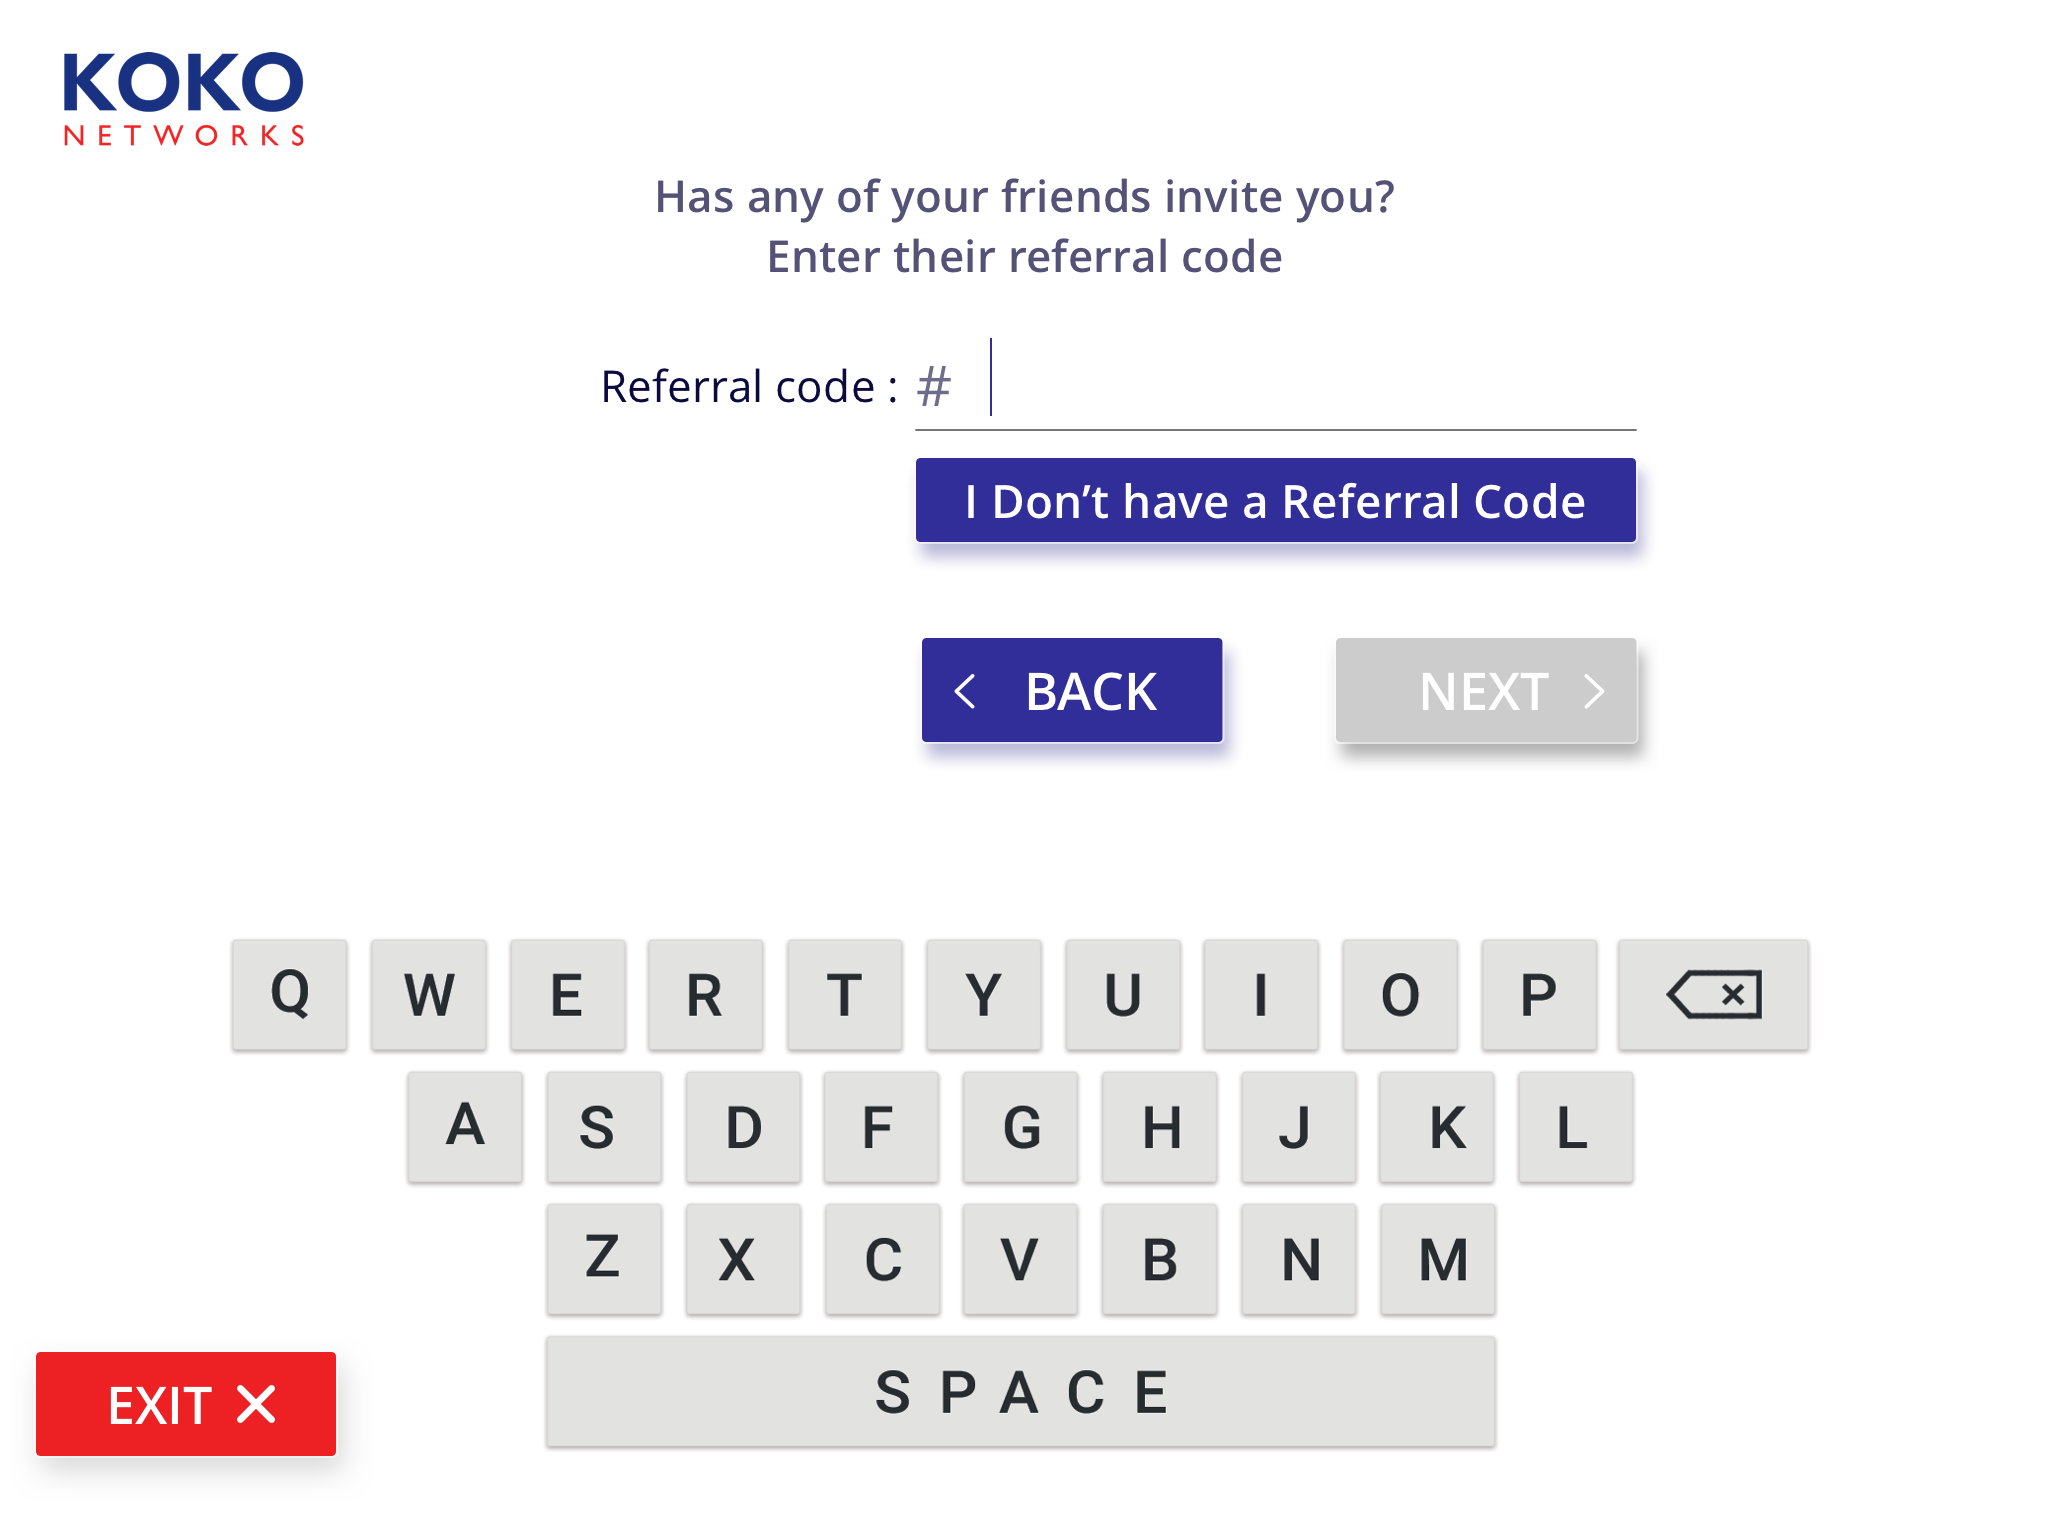 KOKO
NETWORKS
Has any of your friends invite you?
Enter their referral code
Referral code : #
I Don’t have a Referral Code
BACK
NEXT
Q W E R T Y U I O P
A S D F G H J K L
Z X C V B N M
SPACE
EXIT